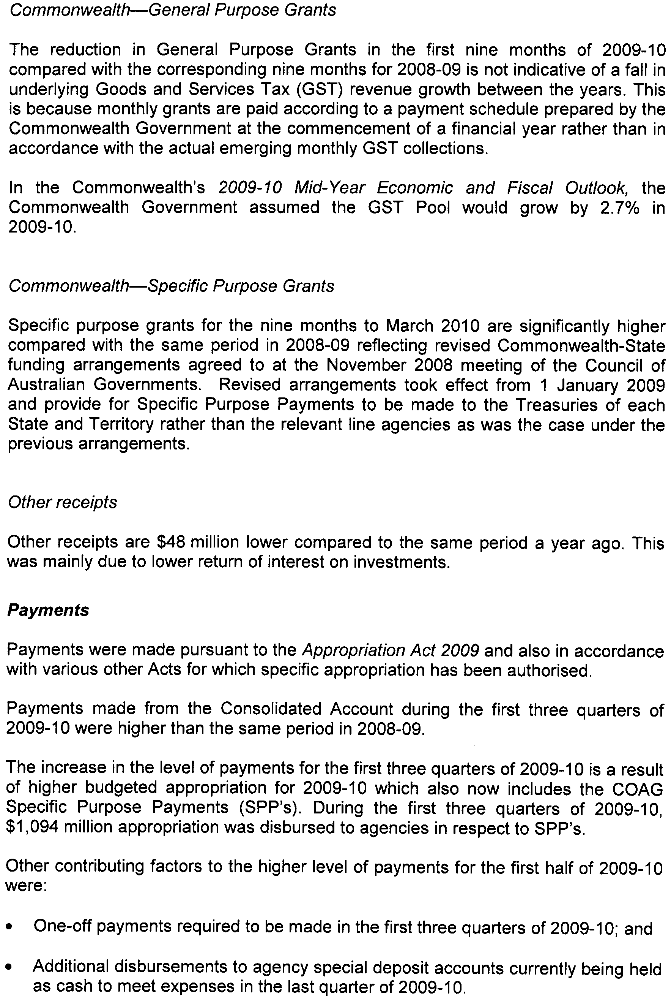 Commonwealth—General Purpose Grants
The reduction in General Purpose Grants in the first nine months of 2009-10
compared with the corresponding nine months for 2008-09 is not indicative of a fall in
underlying Goods and Services Tax (GST) revenue growth between the years. This
is because monthly grants are paid according to a payment schedule prepared by the
Commonwealth Government at the commencement of a financial year rather than in
accordance with the actual emerging monthly GST collections.
In the Commonwealth's 2009-10 Mid-Year Economic and Fiscal Outlook, the
Commonwealth Government assumed the GST Pool would grow by 2.7% in
2009-10.
Commonwealth—Specific Purpose Grants
Specific purpose grants for the nine months to March 2010 are significantly higher
compared with the same period in 2008-09 reflecting revised Commonwealth-State
funding arrangements agreed to at the November 2008 meeting of the Council of
Australian Governments. Revised arrangements took effect from 1 January 2009
and provide for Specific Purpose Payments to be made to the Treasuries of each
State and Territory rather than the relevant line agencies as was the case under the
previous arrangements.
Other receipts
Other receipts are $48 million lower compared to the same period a year ago. This
was mainly due to lower return of interest on investments.
Payments
Payments were made pursuant to the Appropriation Act 2009 and also in accordance
with various other Acts for which specific appropriation has been authorised.
Payments made from the Consolidated Account during the first three quarters of
2009-10 were higher than the same period in 2008-09.
The increase in the level of payments for the first three quarters of 2009-10 is a result
of higher budgeted appropriation for 2009-10 which also now includes the COAG
Specific Purpose Payments (SPP's). During the first three quarters of 2009-10,
$1,094 million appropriation was disbursed to agencies in respect to SPP's.
Other contributing factors to the higher level of payments for the first half of 2009-10
were:
• One-off payments required to be made in the first three quarters of 2009-10; and
• Additional disbursements to agency special deposit accounts currently being held
as cash to meet expenses in the last quarter of 2009-10.